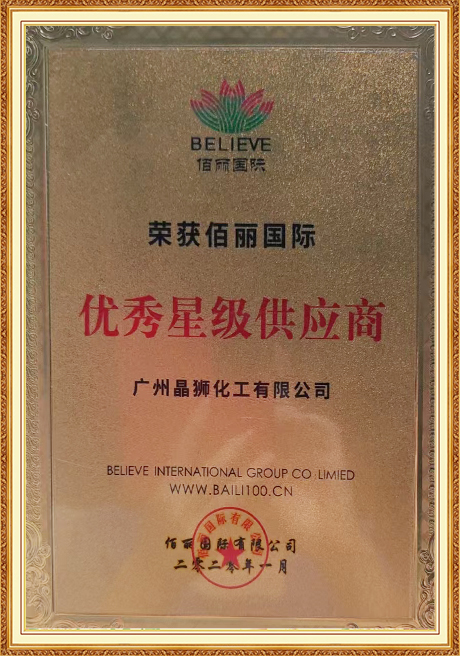 BELIEVE
佰丽国际
荣获佰丽国际
优秀星级供应商
广州晶狮化工有限公司
BELIEVE INTERNATIONAL GROUP CO LIMIED
WWW.BAILI100.CN
佰丽国际有限公司
二零二零年一月